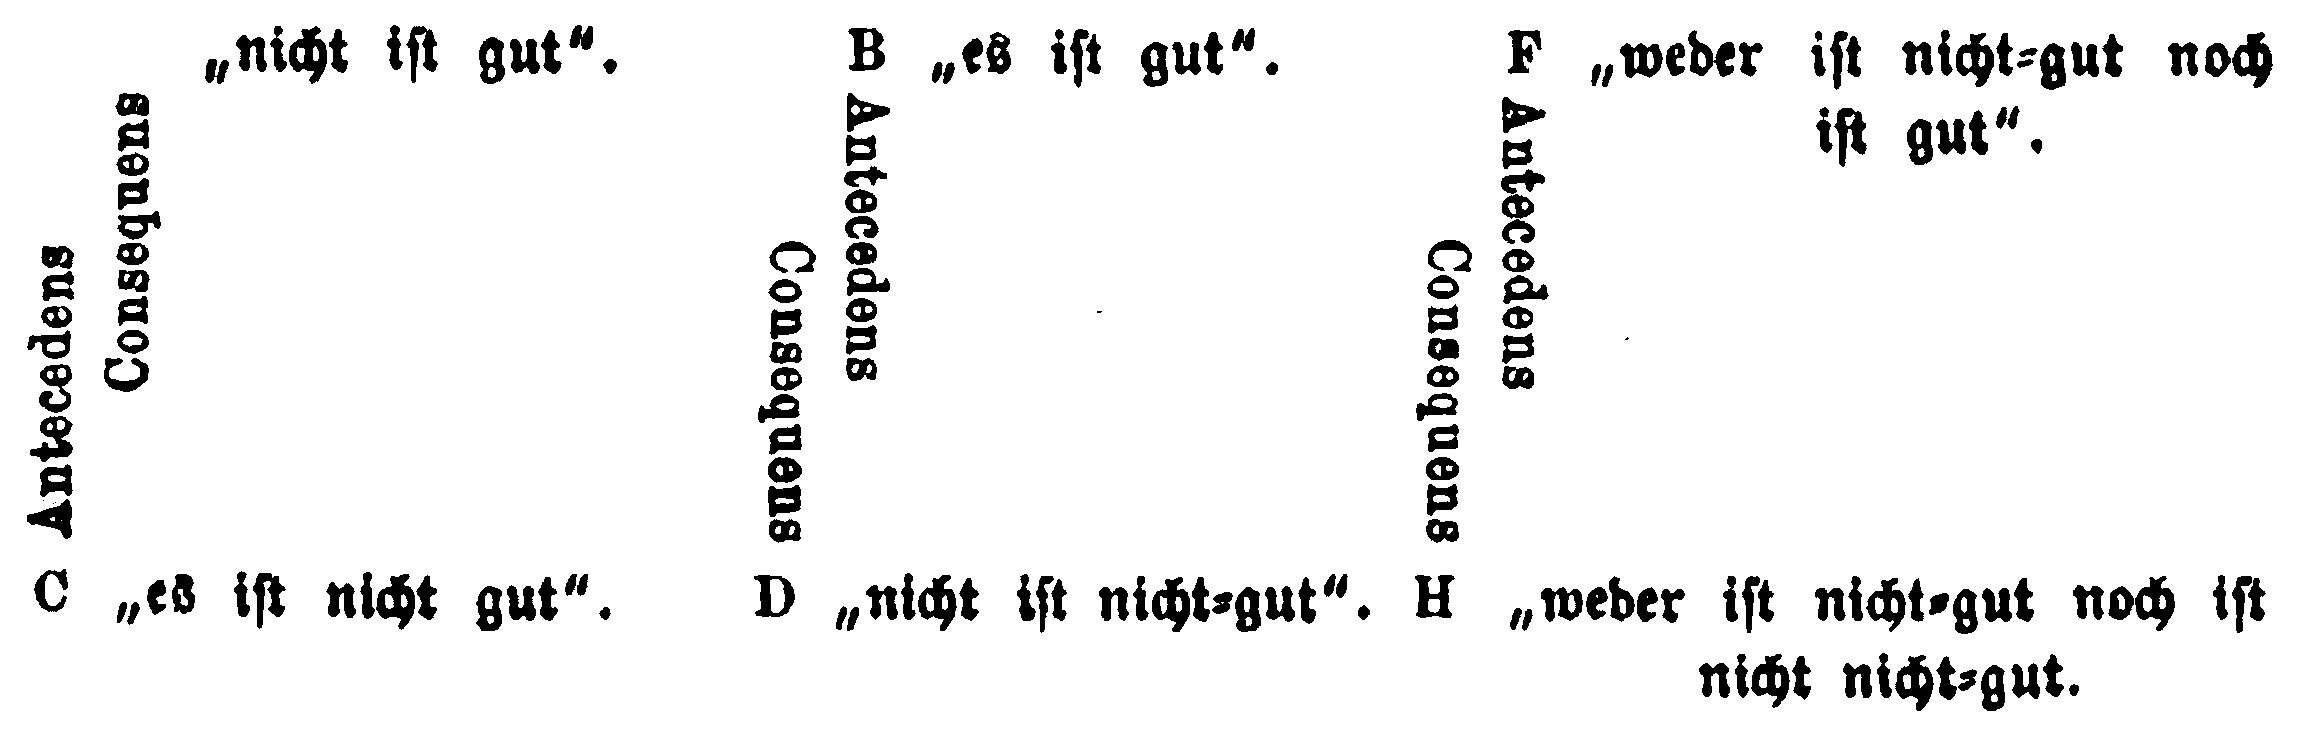 „nicht iſt gut“. B „es iſt gut“. F „weder iſt nicht⸗gut noch
iſt gut“.
Antecedens
Consequens
Consequens
Antecedens
Consequens
Antecedens
C „es iſt nicht gut“. D „nicht iſt nicht⸗gut“. H „weder iſt nicht⸗gut noch iſt
nicht nicht⸗gut.